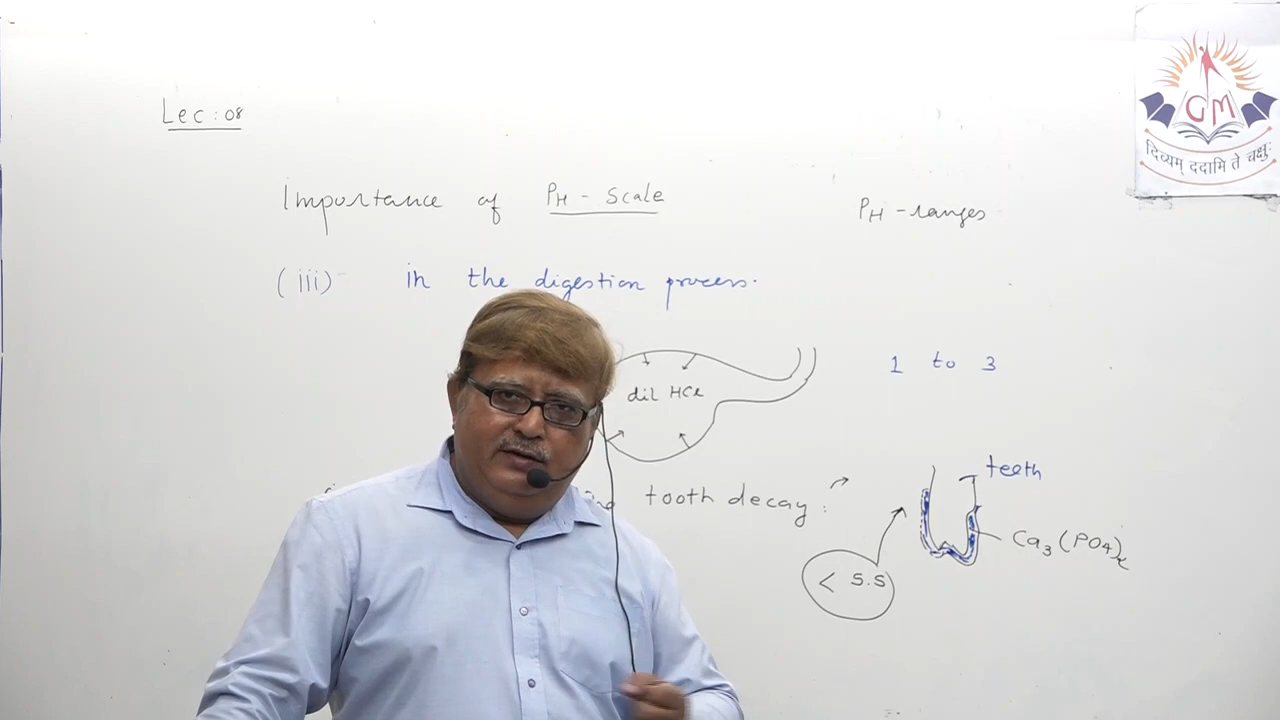 Lec : 08
GM
दिव्यम् ददामि ते चक्षुः
Importance of PH - Scale
PH - ranges
(iii) in the digestion process.
dil HCl
1 to 3
tooth decay :
teeth
Ca3(PO4)2
< 5.5